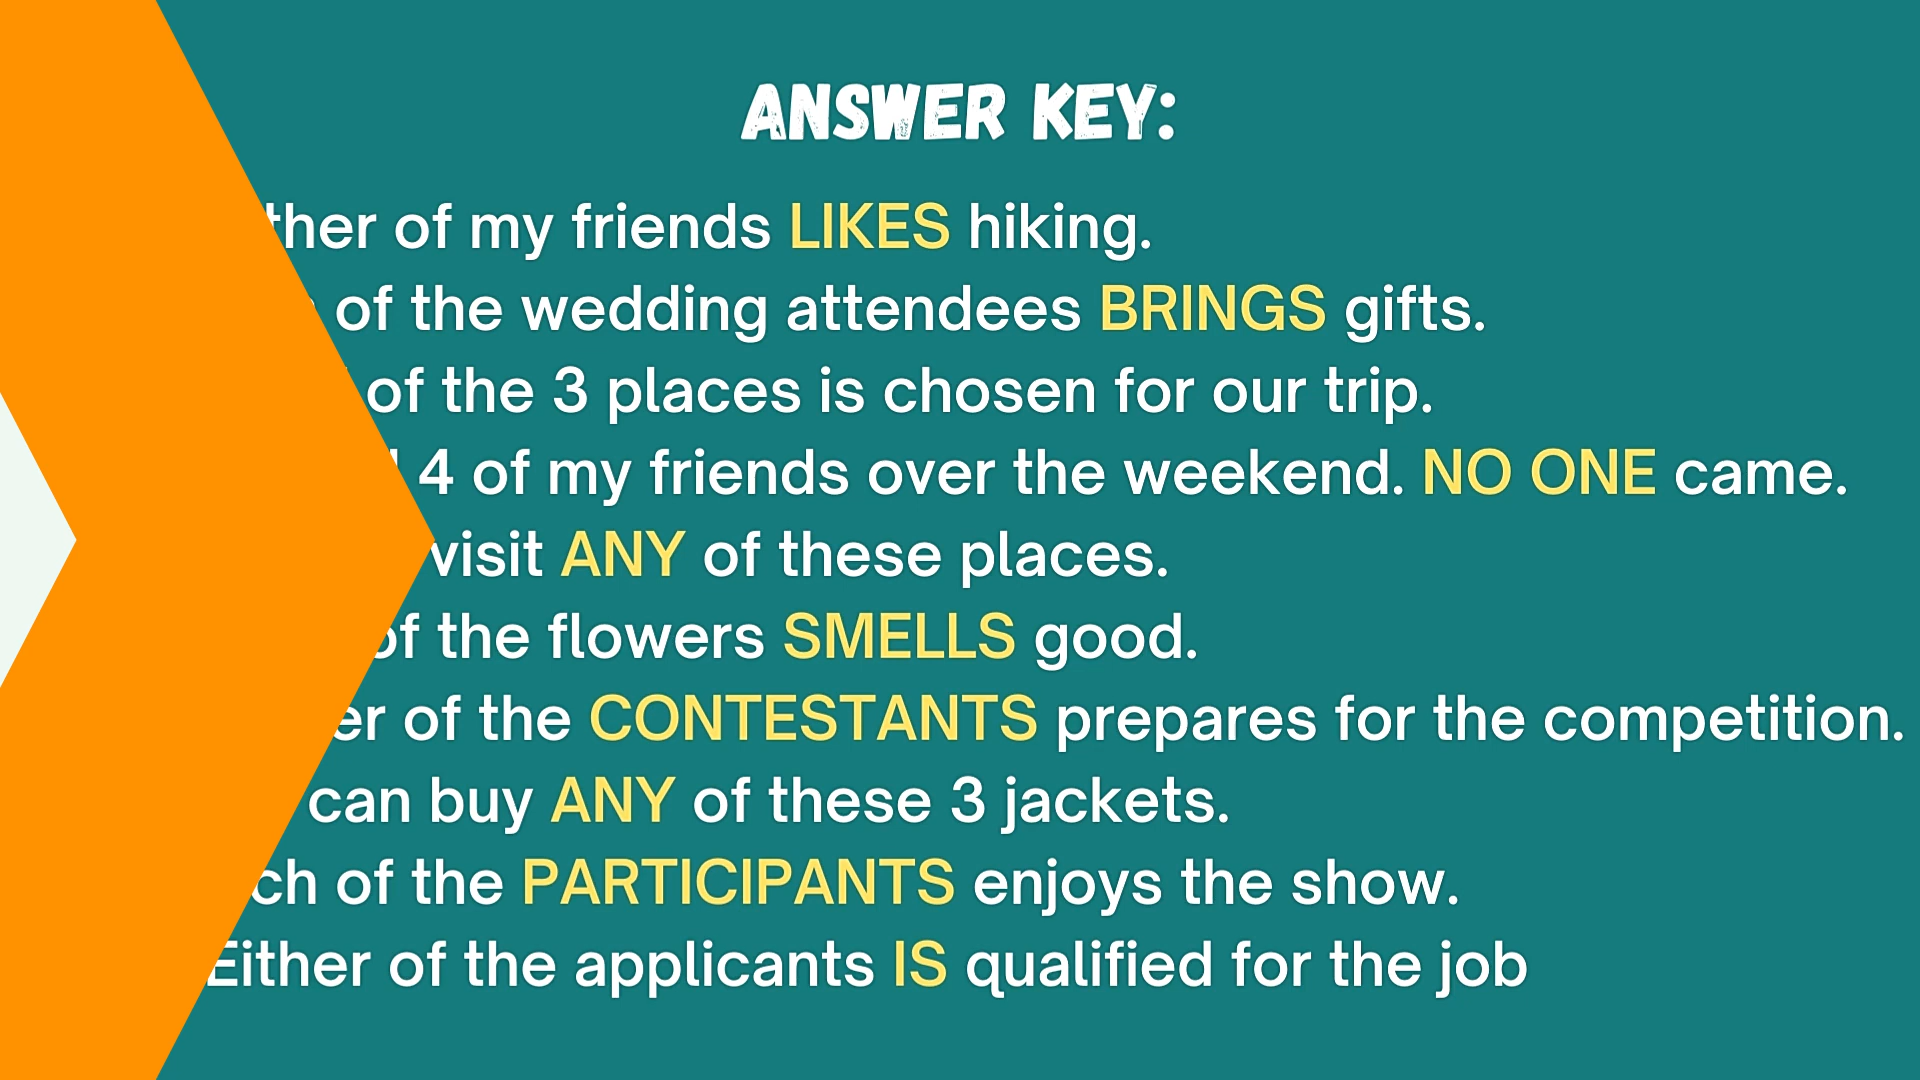 ANSWER KEY:
of my friends LIKES hiking.
of the wedding attendees BRINGS gifts.
of the 3 places is chosen for our trip.
4 of my friends over the weekend. NO ONE came.
visit ANY of these places.
of the flowers SMELLS good.
of the CONTESTANTS prepares for the competition.
can buy ANY of these 3 jackets.
of the PARTICIPANTS enjoys the show.
Either of the applicants IS qualified for the job